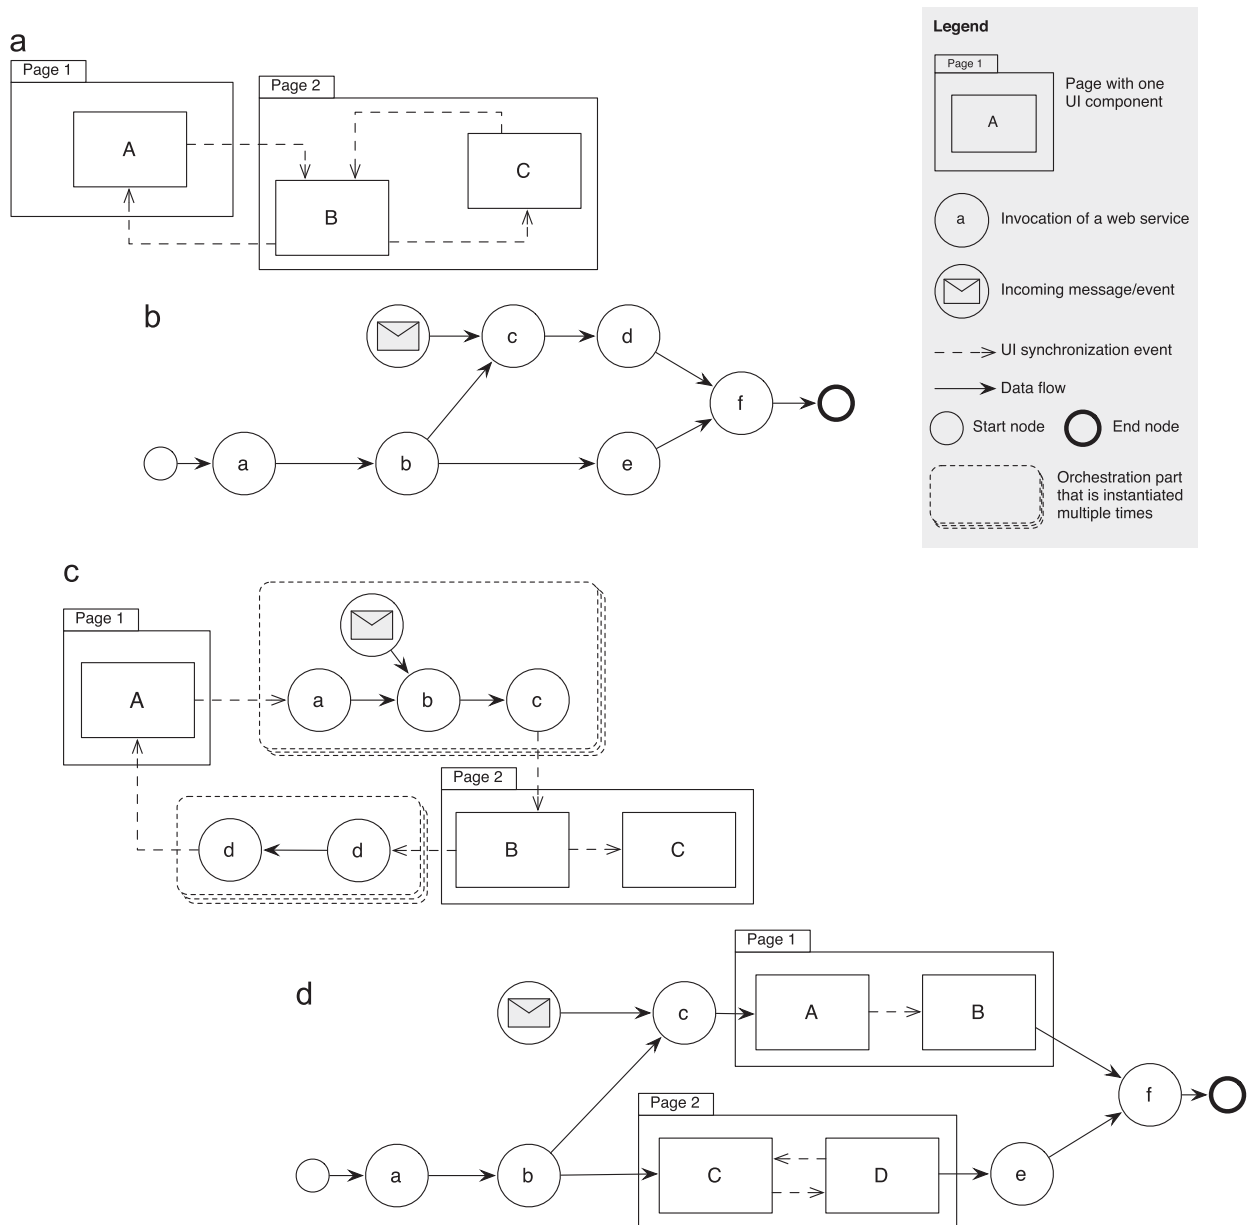 a
Page 1
A
Page 2
B
C
Legend
Page 1
A
Page with one
UI component
a
Invocation of a web service
Incoming message/event
UI synchronization event
Data flow
Start node
End node
Orchestration part
that is instantiated
multiple times
b
c
d
f
a
b
e
c
Page 1
A
a
b
c
Page 2
B
C
d
d
d
Page 1
A
B
c
f
Page 2
C
D
a
b
e